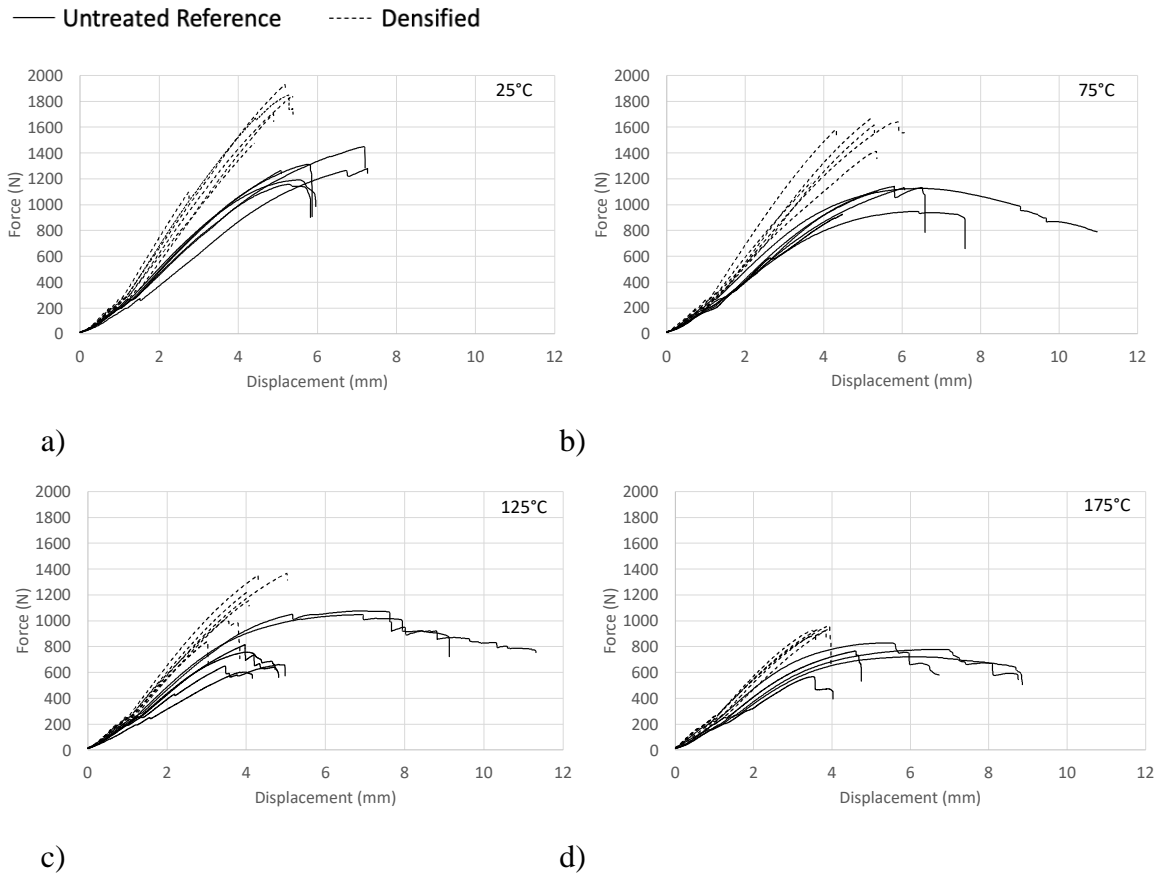 Untreated Reference Densified
25°C
2000
1800
1600
1400
1200
1000
800
600
400
200
0
Force (N)
0 2 4 6 8 10 12
Displacement (mm)
a)
75°C
2000
1800
1600
1400
1200
1000
800
600
400
200
0
Force (N)
0 2 4 6 8 10 12
Displacement (mm)
b)
125°C
2000
1800
1600
1400
1200
1000
800
600
400
200
0
Force (N)
0 2 4 6 8 10 12
Displacement (mm)
c)
175°C
2000
1800
1600
1400
1200
1000
800
600
400
200
0
Force (N)
0 2 4 6 8 10 12
Displacement (mm)
d)